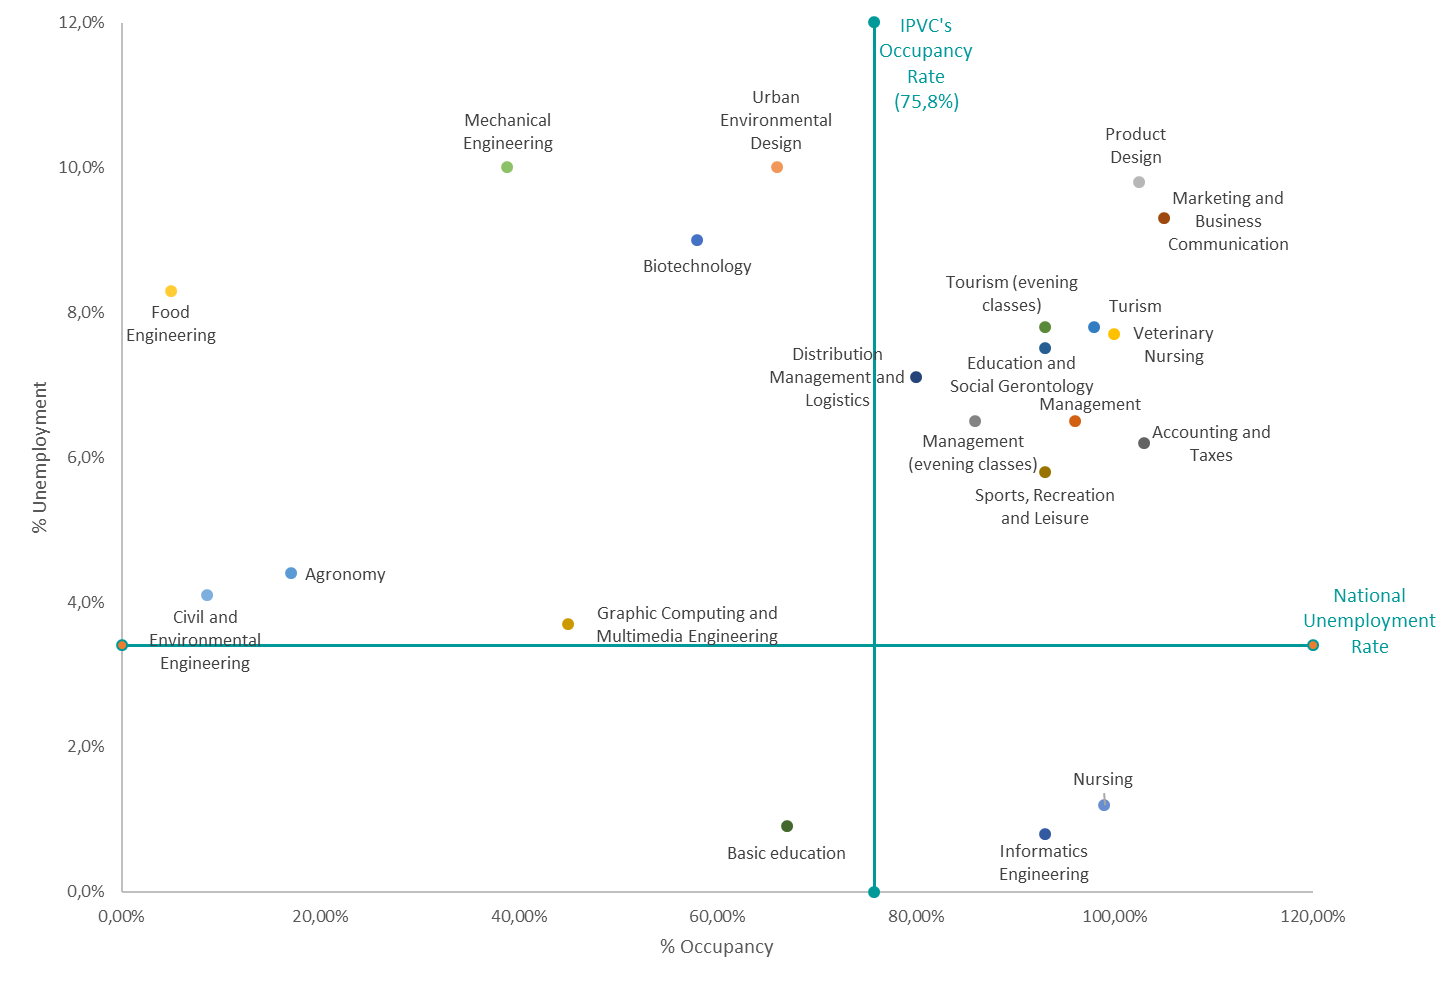 12,0%
IPVC's
Occupancy
Rate
(75,8%)
Urban
Environmental
Design
Mechanical
Engineering
Product
Design
10,0%
Marketing and
Business
Communication
Biotechnology
Tourism (evening
classes)
Turism
8,0%
Food
Engineering
Veterinary
Nursing
Distribution
Management and
Logistics
Education and
Social Gerontology
Management
Accounting and
Taxes
Management
(evening classes)
6,0%
Sports, Recreation
and Leisure
% Unemployment
Agronomy
4,0%
Civil and
Environmental
Engineering
Graphic Computing and
Multimedia Engineering
National
Unemployment
Rate
2,0%
Nursing
Basic education
Informatics
Engineering
0,0%
0,00%
20,00%
40,00%
60,00%
80,00%
100,00%
120,00%
% Occupancy